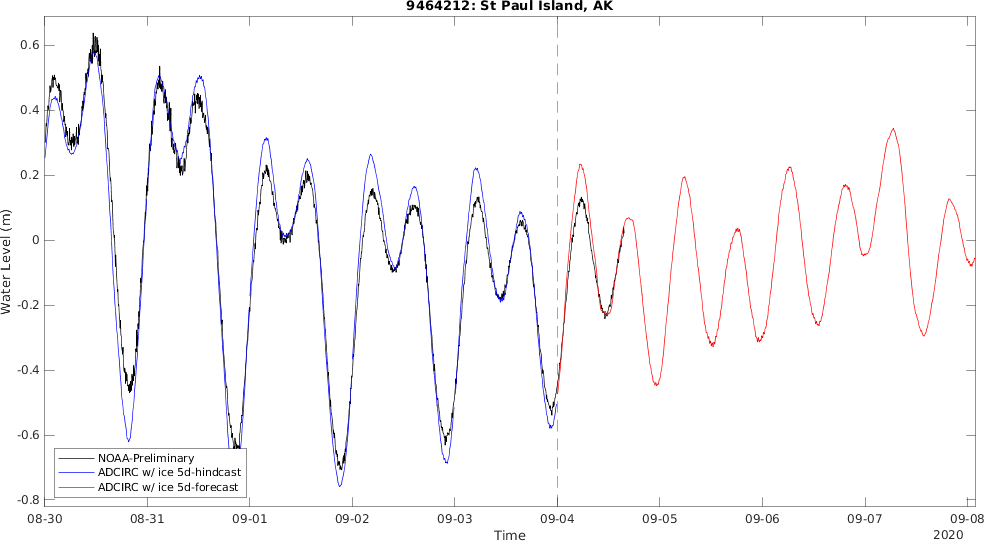 9464212: St Paul Island, AK
Water Level (m)
0.6
0.4
0.2
0
-0.2
-0.4
-0.6
-0.8
NOAA-Preliminary
ADCIRC w/ ice 5d-hindcast
ADCIRC w/ ice 5d-forecast
08-30 08-31 09-01 09-02 09-03 09-04 09-05 09-06 09-07 09-08
Time
2020